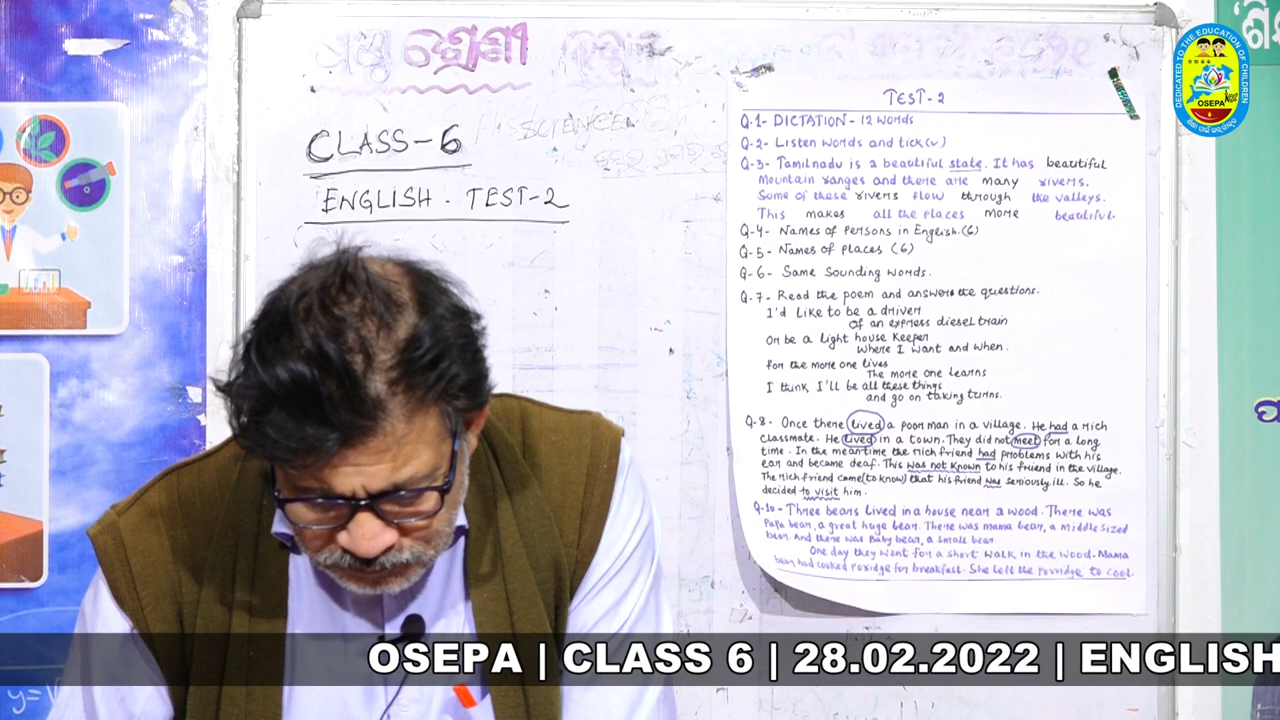 ଶ୍ରେଣୀ
CLASS-6
SCIENCE
ENGLISH. TEST-2
TEST-2
Q-1- DICTATION - 12 Words
Q-2- Listen Words and tick(✓)
Q-3- Tamilnadu is a beautiful state. It has beautiful
Mountain ranges and there are many rivers.
Some of these rivers flow through the valleys.
This makes all the places more beautiful.
Q-4- Names of Persons in English.(6)
Q-5- Names of places (6)
Q-6- Same Sounding words.
Q-7- Read the poem and answers the questions.
I'd like to be a driver
of an express diesel train
or be a light house keeper
where I want and when.
for the more one lives
The more one learns
I think I'll be all these things
and go on taking turns.
Q-8- Once there lived a poor man in a village. He had a rich
classmate. He lived in a town. They did not meet for a long
time. In the meantime the rich friend had problems with his
ear and became deaf. This was not known to his friend in the village.
The rich friend came (to know) that his friend was seriously ill. So he
decided to visit him.
Q-10- Three bears lived in a house near a wood. There was
Papa bear, a great huge bear. There was mama bear, a middle sized
bear. And there was Baby bear, a small bear.
One day they went for a short walk in the wood. Mama
bear had cooked poridge for breakfast. She left the porridge to cool.
DEDICATED TO THE EDUCATION OF CHILDREN
OSEPA
OSEPA | CLASS 6 | 28.02.2022 | ENGLISH